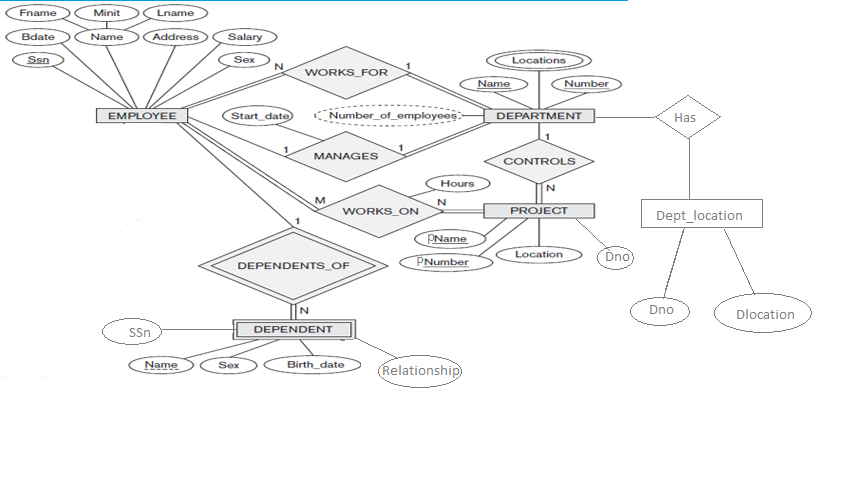 Fname
Minit
Lname
Bdate
Name
Address
Salary
Ssn
Sex
N
WORKS_FOR
1
Locations
Name
Number
EMPLOYEE
Start_date
Number_of_employees
DEPARTMENT
Has
1
MANAGES
1
1
CONTROLS
N
Hours
M
WORKS_ON
N
PROJECT
Dept_location
1
pName
PNumber
Location
Dno
DEPENDENTS_OF
N
Dno
Dlocation
SSn
DEPENDENT
Name
Sex
Birth_date
Relationship